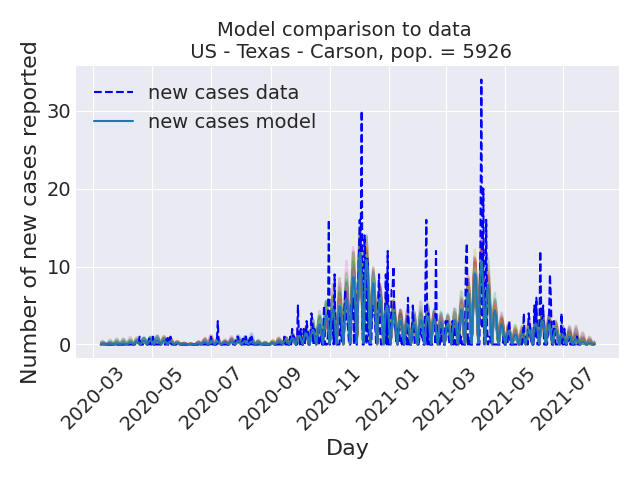 Model comparison to data
US - Texas - Carson, pop. = 5926
Number of new cases reported
30
20
10
0
new cases data
new cases model
2020-03
2020-05
2020-07
2020-09
2020-11
2021-01
2021-03
2021-05
2021-07
Day